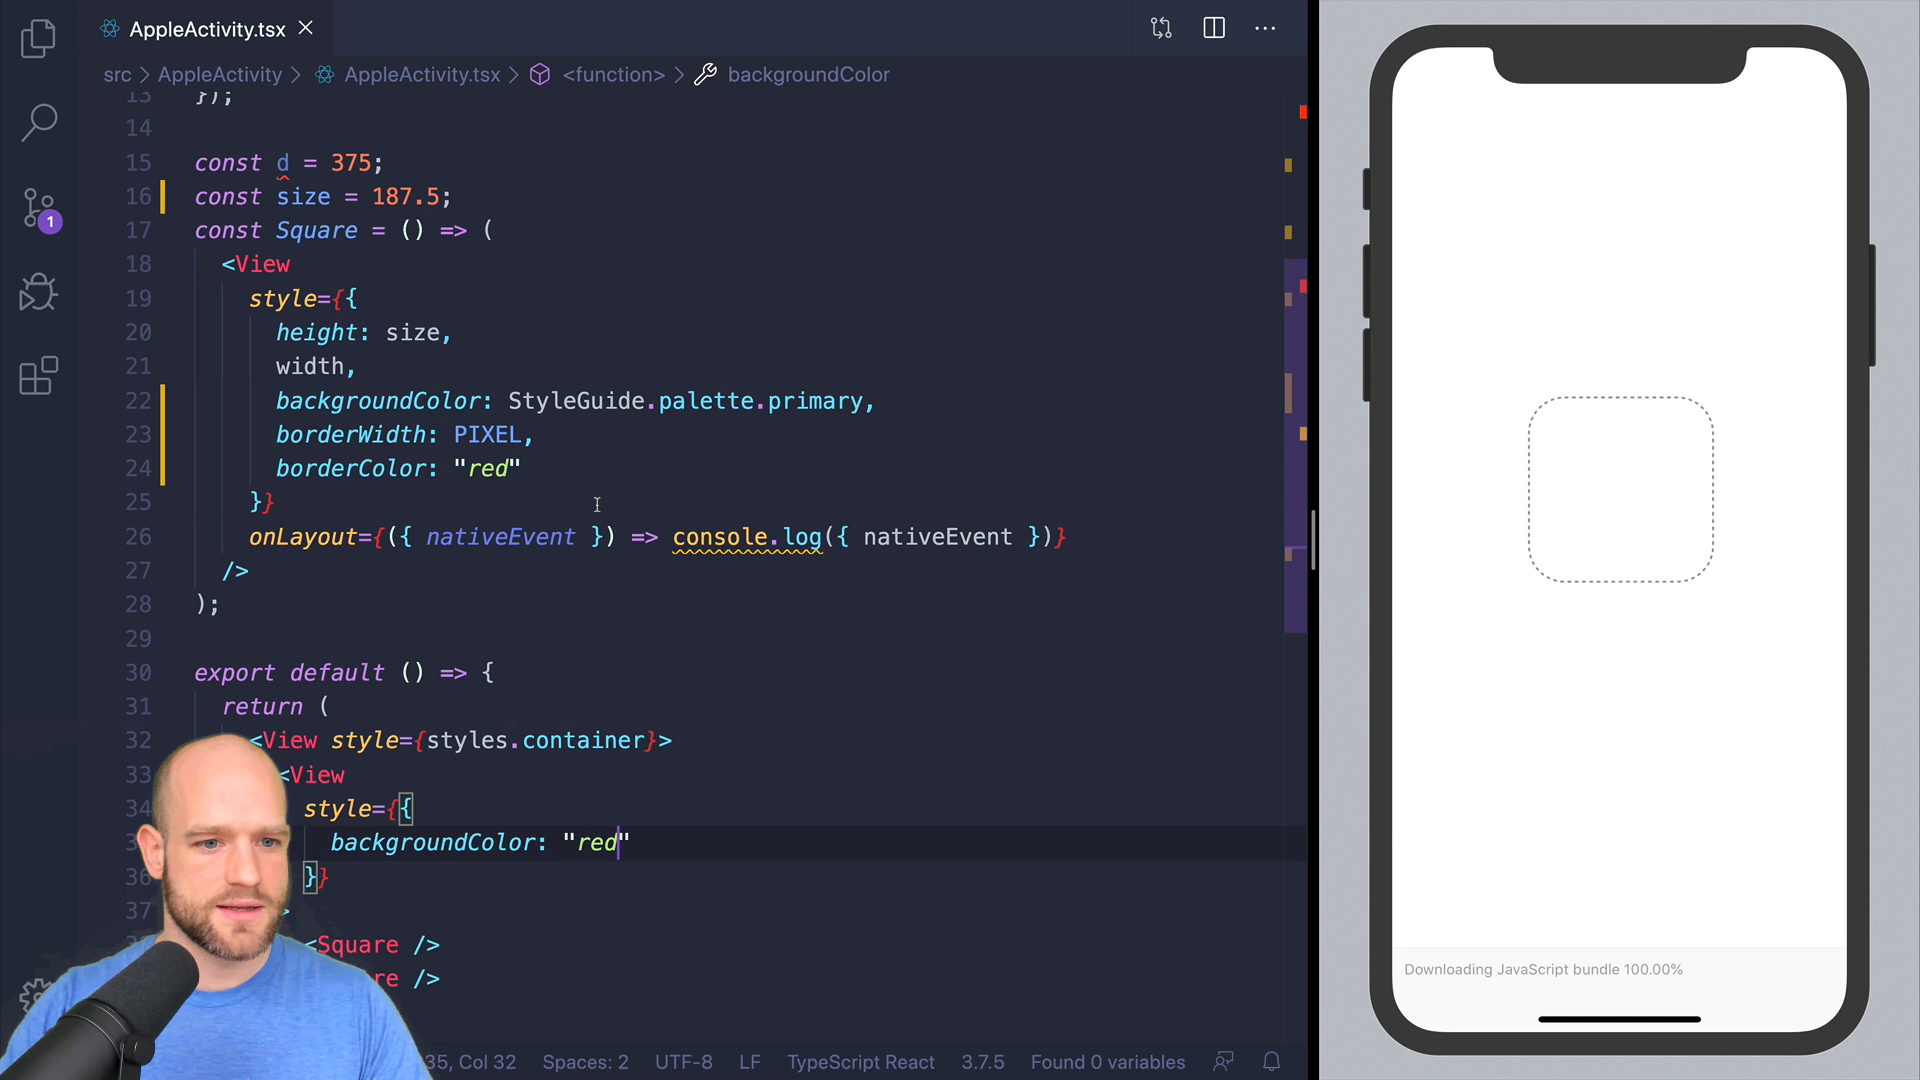 AppleActivity.tsx
src > AppleActivity > AppleActivity.tsx > <function> > backgroundColor
13 });
14
15 const d = 375;
16 const size = 187.5;
17 const Square = () => (
18 <View
19 style={{
20 height: size,
21 width,
22 backgroundColor: StyleGuide.palette.primary,
23 borderWidth: PIXEL,
24 borderColor: "red"
25 }}
26 onLayout={({ nativeEvent }) => console.log({ nativeEvent })}
27 />
28 );
29
30 export default () => {
31 return (
32 <View style={styles.container}>
33 <View
34 style={{
backgroundColor: "red"
36 }}
37 >
<Square />
re />
1
35, Col 32 Spaces: 2 UTF-8 LF TypeScript React 3.7.5 Found 0 variables
Downloading JavaScript bundle 100.00%